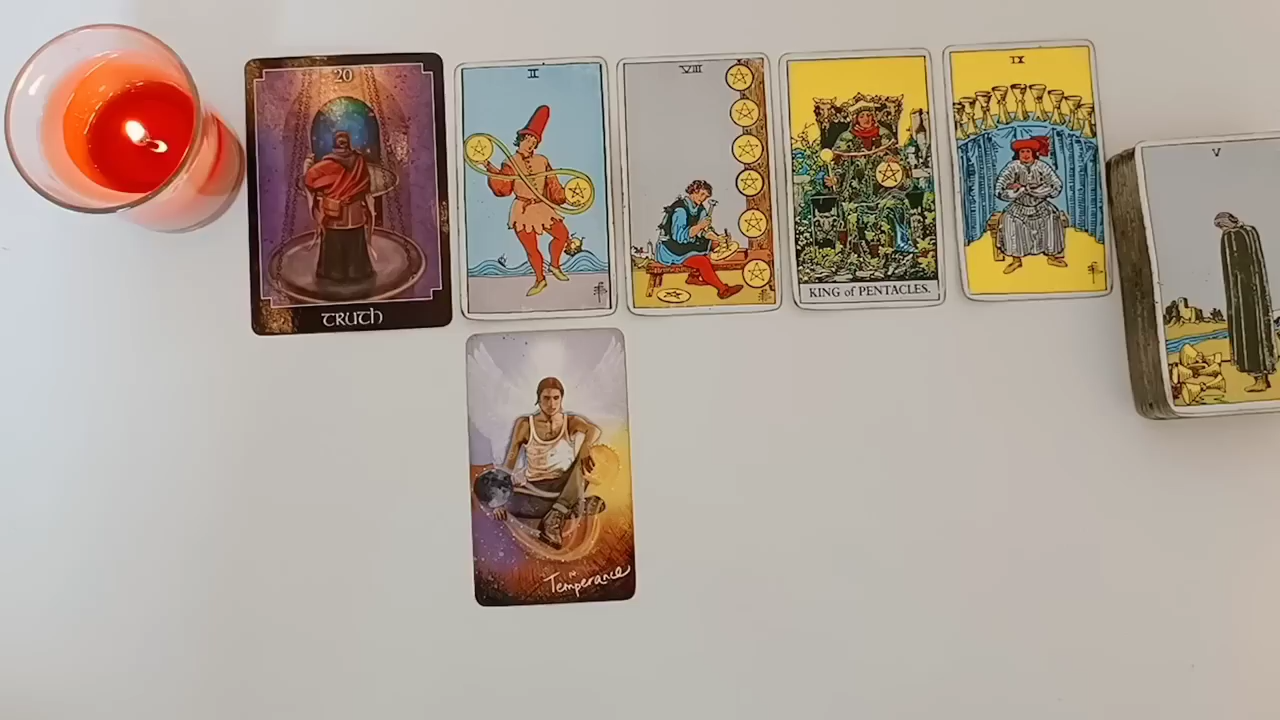 20
TRUTH
II
VIII
KING of PENTACLES.
IX
V
Temperance